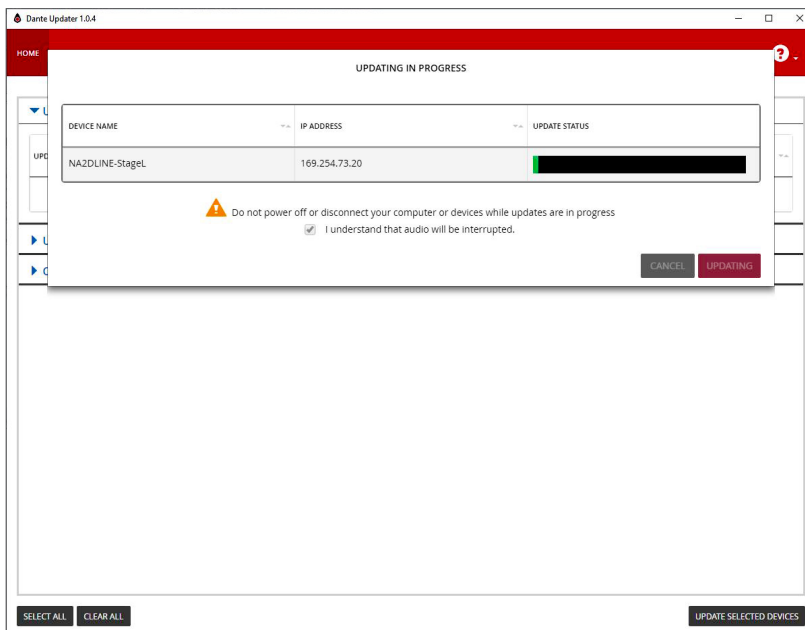 Dante Updater 1.0.4
HOME
?
UPDATING IN PROGRESS
U
DEVICE NAME IP ADDRESS UPDATE STATUS
UPD
NA2DLINE-StageL 169.254.73.20
Do not power off or disconnect your computer or devices while updates are in progress
I understand that audio will be interrupted.
U
CANCEL UPDATING
C
SELECT ALL CLEAR ALL UPDATE SELECTED DEVICES